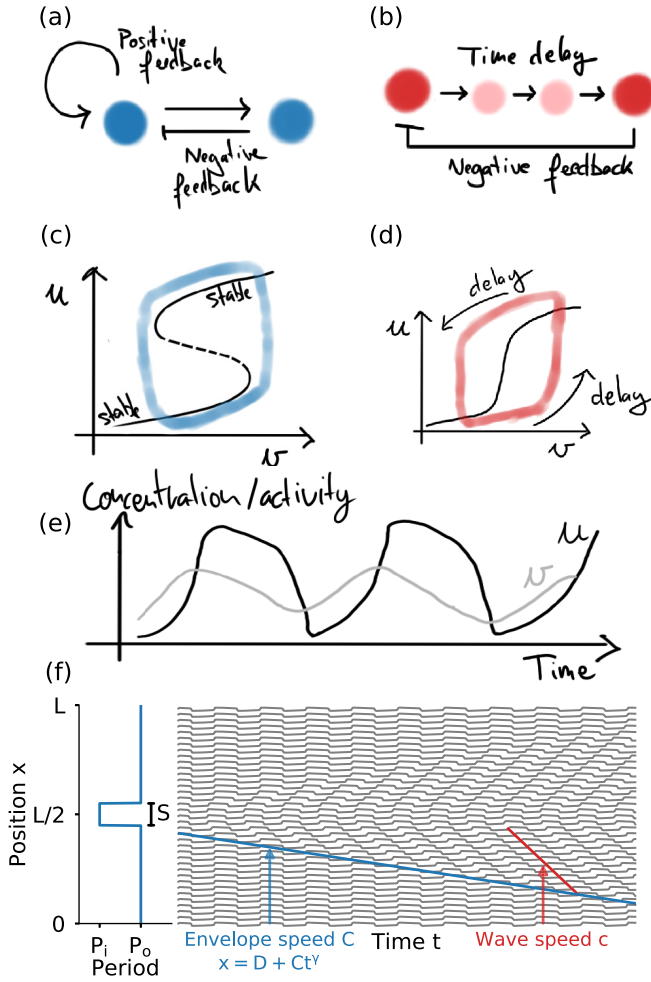 (a)
Positive
feedback
Negative
feedback
(b)
Time delay
Negative feedback
(c)
u
stable
stable
v
(d)
delay
u
delay
v
Concentration/activity
(e)
u
v
Time
(f)
L
L/2
0
Position x
S
Pi Po
Period
Envelope speed C
x = D + Ctγ
Time t
Wave speed c